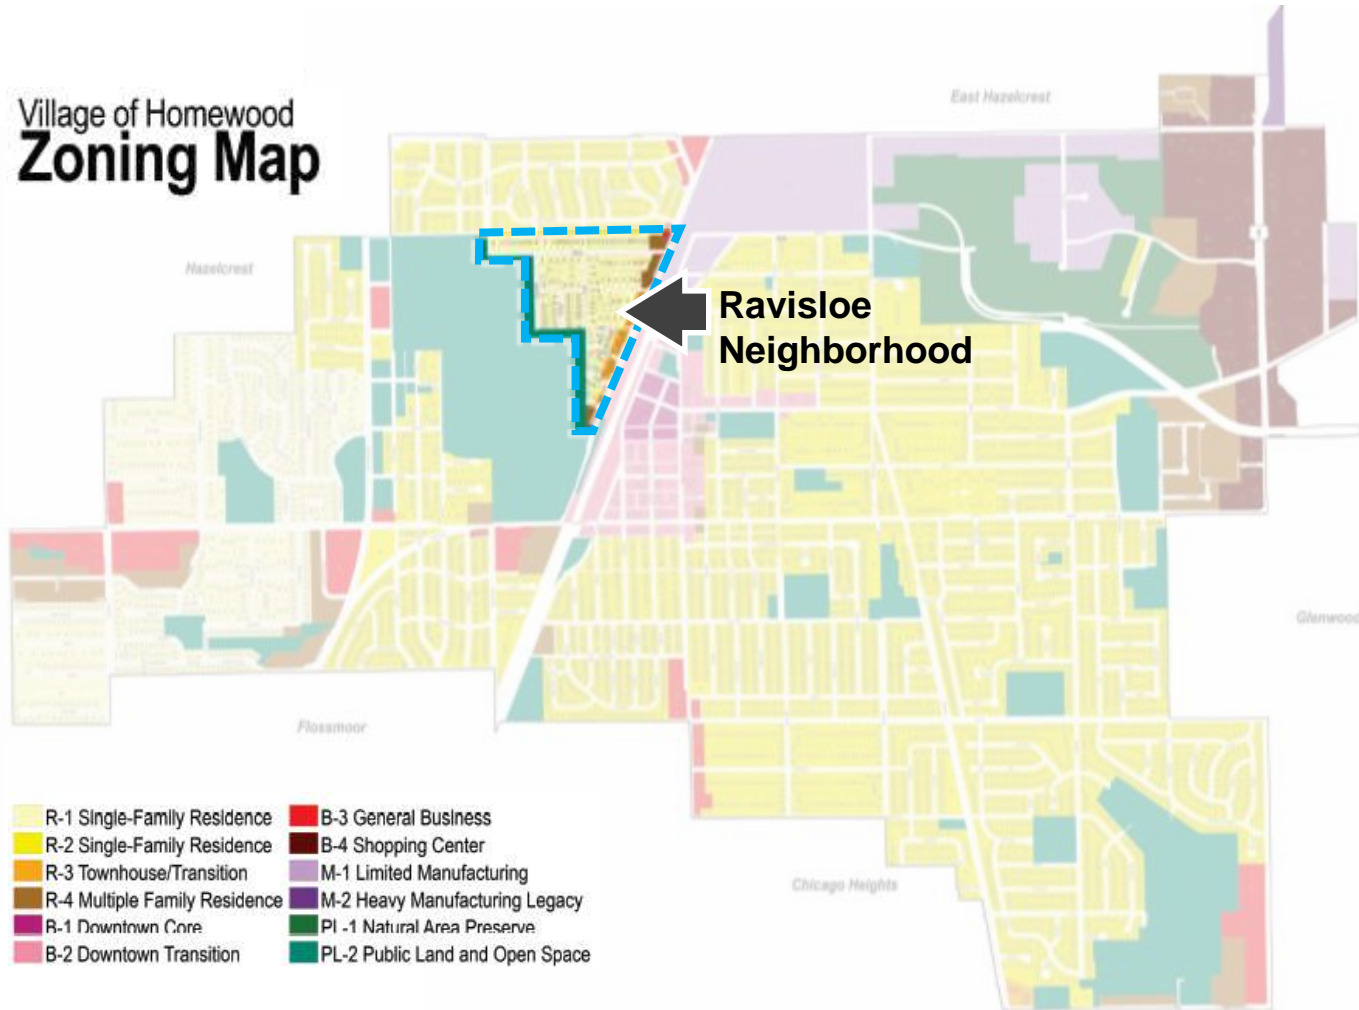 Village of Homewood
Zoning Map
East Hazelcrest
Hazelcrest
Ravisloe
Neighborhood
Glenwood
Flossmoor
Chicago Heights
R-1 Single-Family Residence
R-2 Single-Family Residence
R-3 Townhouse/Transition
R-4 Multiple Family Residence
B-1 Downtown Core
B-2 Downtown Transition
B-3 General Business
B-4 Shopping Center
M-1 Limited Manufacturing
M-2 Heavy Manufacturing Legacy
PL-1 Natural Area Preserve
PL-2 Public Land and Open Space